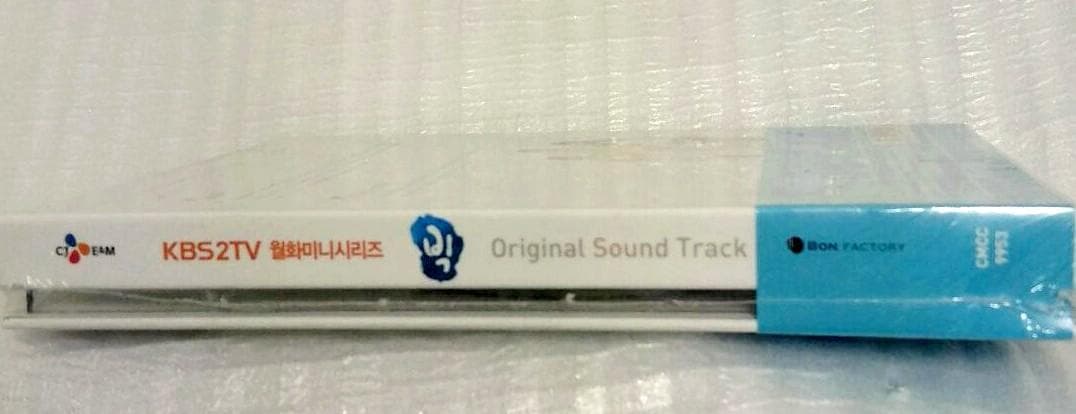 CJ E&M
KBS2TV 월화미니시리즈
빅
Original Sound Track
BON FACTORY
CMCC
9953